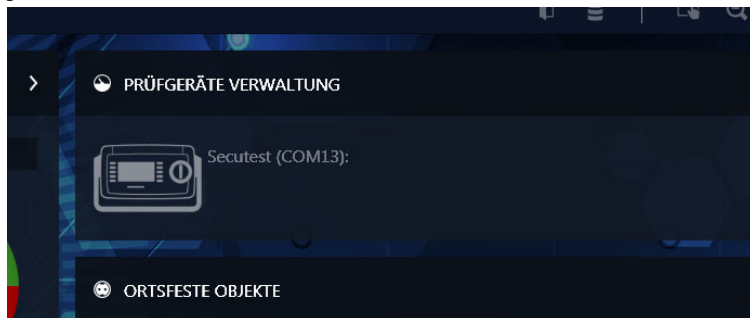 PRÜFGERÄTE VERWALTUNG
Secutest (COM13):
ORTSFESTE OBJEKTE